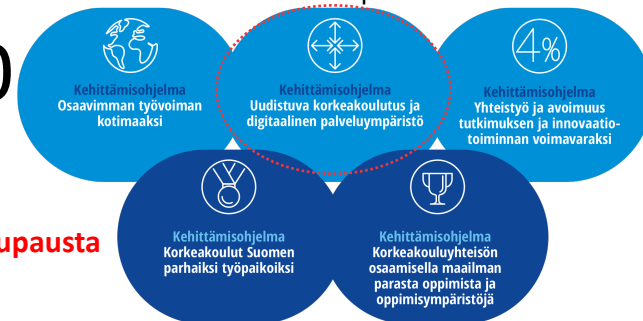 4%
Kehittämisohjelma
Osaavimman työvoiman
kotimaaksi
Kehittämisohjelma
Uudistuva korkeakoulutus ja
digitaalinen palveluympäristö
Kehittämisohjelma
Yhteistyö ja avoimuus
tutkimuksen ja innovaatio-
toiminnan voimavaraksi
upausta
Kehittämisohjelma
Korkeakoulut Suomen
parhaiksi työpaikoiksi
Kehittämisohjelma
Korkeakouluyhteisön
osaamisella maailman
parasta oppimista ja
oppimisympäristöjä